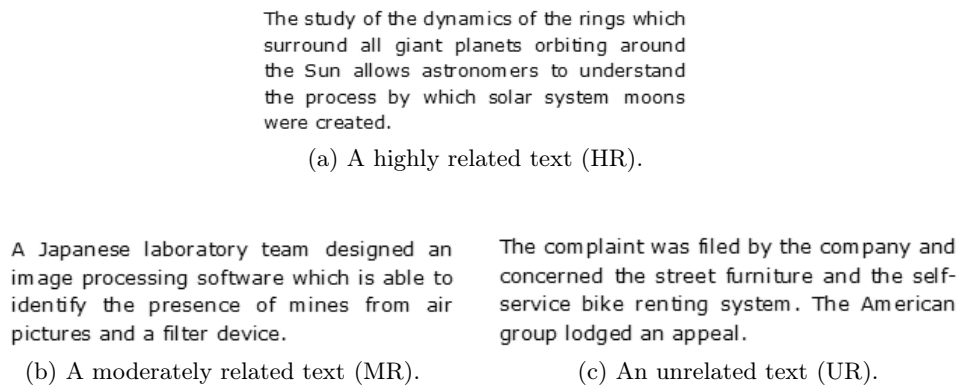 The study of the dynamics of the rings which
surround all giant planets orbiting around
the Sun allows astronomers to understand
the process by which solar system moons
were created.
(a) A highly related text (HR).
A Japanese laboratory team designed an
image processing software which is able to
identify the presence of mines from air
pictures and a filter device.
(b) A moderately related text (MR).
The complaint was filed by the company and
concerned the street furniture and the self-
service bike renting system. The American
group lodged an appeal.
(c) An unrelated text (UR).